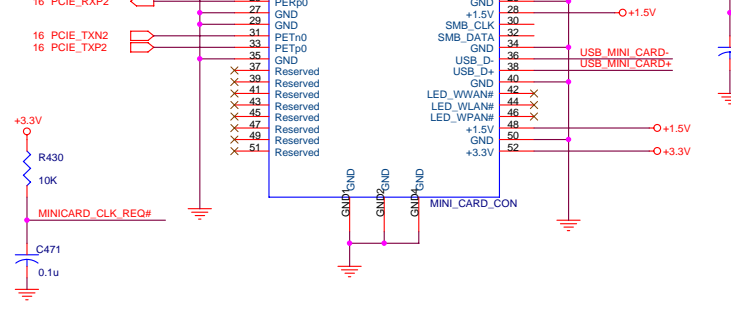 16 PCIE_RXP2 PERp0 GND
27 GND +1.5V 28 +1.5V
29 GND SMB_CLK 30
16 PCIE_TXN2 31 PETn0 SMB_DATA 32
16 PCIE_TXP2 33 PETp0 GND 34
35 GND USB_D- 36 USB_MINI_CARD-
37 Reserved USB_D+ 38 USB_MINI_CARD+
39 Reserved GND 40
41 Reserved LED_WWAN# 42
43 Reserved LED_WLAN# 44
45 Reserved LED_WPAN# 46
47 Reserved +1.5V 48 +1.5V
49 Reserved GND 50
51 Reserved +3.3V 52 +3.3V
+3.3V
R430
10K
GND GND GND
GND1 GND2 GND4
MINI_CARD_CON
MINICARD_CLK_REQ#
C471
0.1u